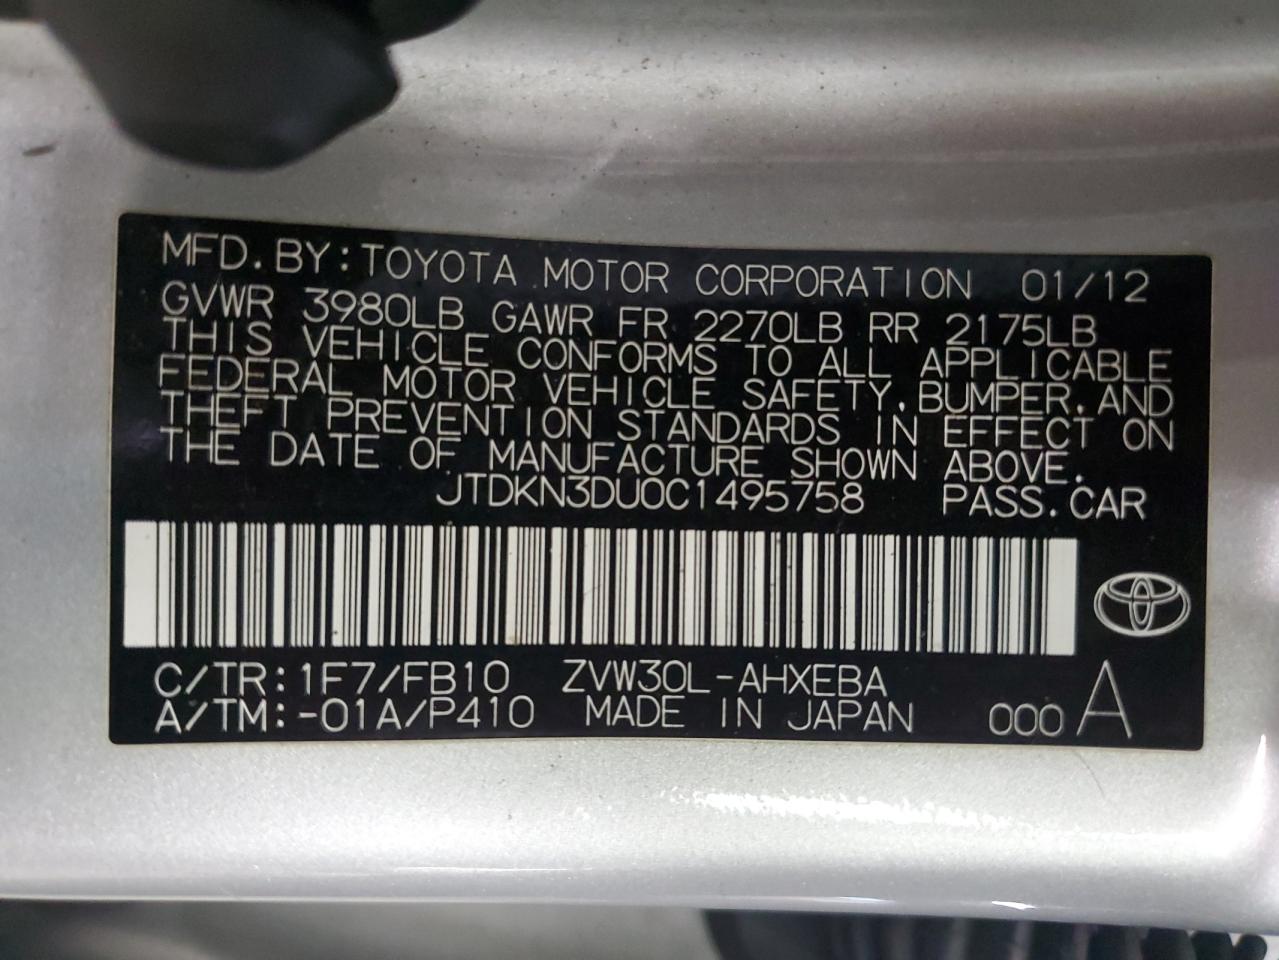 MFD. BY: TOYOTA MOTOR CORPORATION 01/12
GVWR 3980LB GAWR FR 2270LB RR 2175LB
THIS VEHICLE CONFORMS TO ALL APPLICABLE
FEDERAL MOTOR VEHICLE SAFETY, BUMPER, AND
THEFT PREVENTION STANDARDS IN EFFECT ON
THE DATE OF MANUFACTURE SHOWN ABOVE.
JTDKN3DU0C1495758 PASS. CAR
C/TR: 1F7/FB10 ZVW30L-AHXEBA
A/TM: -01A/P410 MADE IN JAPAN 000 A